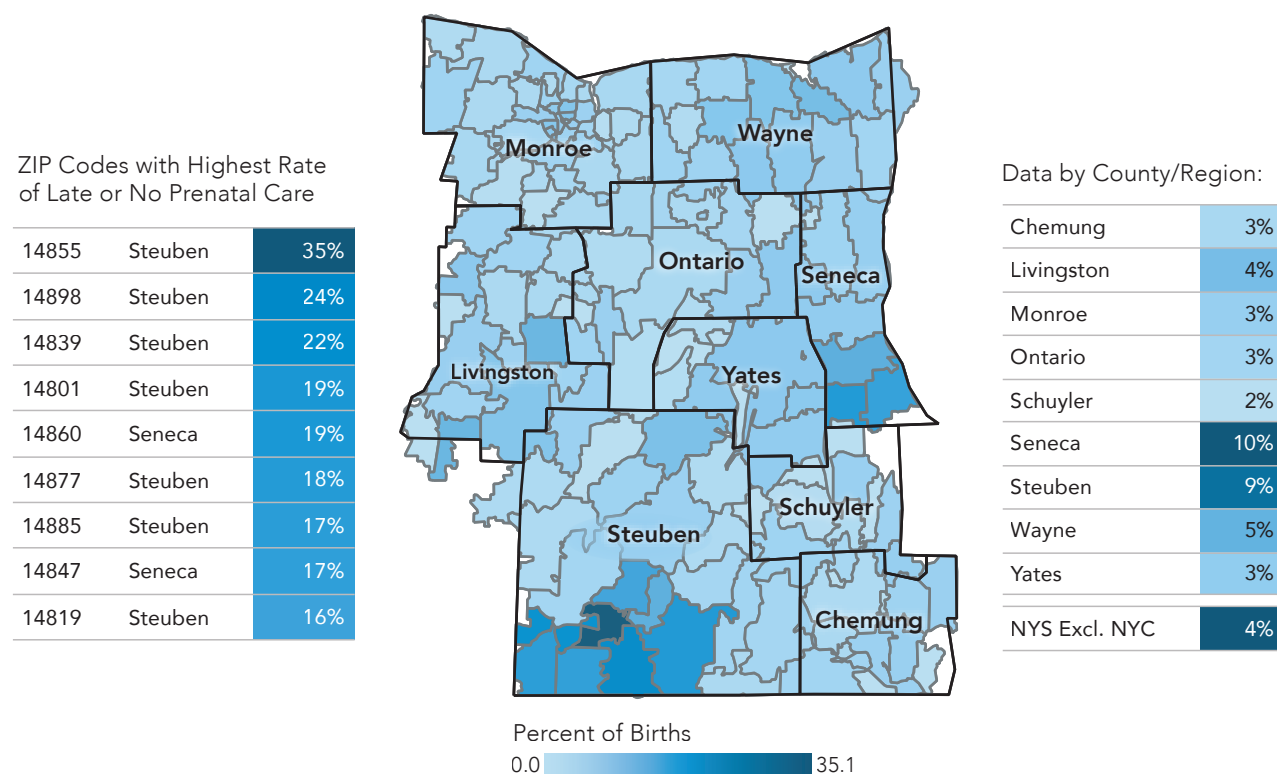 ZIP Codes with Highest Rate
of Late or No Prenatal Care
14855 Steuben 35%
14898 Steuben 24%
14839 Steuben 22%
14801 Steuben 19%
14860 Seneca 19%
14877 Steuben 18%
14885 Steuben 17%
14847 Seneca 17%
14819 Steuben 16%
Monroe
Wayne
Ontario
Seneca
Livingston
Yates
Schuyler
Steuben
Chemung
Percent of Births
0.0 35.1
Data by County/Region:
Chemung 3%
Livingston 4%
Monroe 3%
Ontario 3%
Schuyler 2%
Seneca 10%
Steuben 9%
Wayne 5%
Yates 3%
NYS Excl. NYC 4%